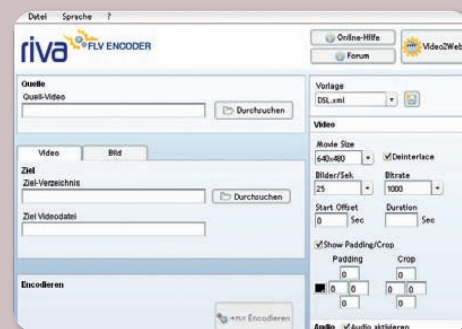 Datei Sprache ?
riva FLV ENCODER
Online-Hilfe
Forum
Video2Web
Quelle
Quell-Video
Durchsuchen
Video Bild
Ziel
Ziel-Verzeichnis
Durchsuchen
Ziel Videodatei
Encodieren
FLV Encodieren
Vorlage
DSL.xml
Video
Movie Size
640x480 Deinterlace
Bilder/Sek Bitrate
25 1000
Start Offset Duration
0 Sec Sec
Show Padding/Crop
Padding Crop
0 0
0 0 0 0
0 0
Audio Audio aktivieren